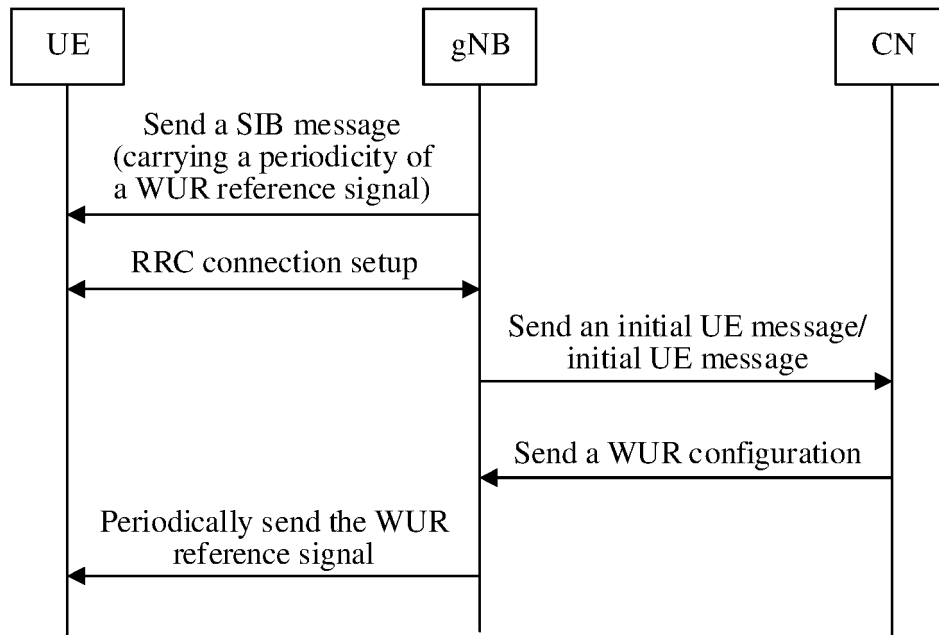 UE
gNB
CN
Send a SIB message
(carrying a periodicity of
a WUR reference signal)
RRC connection setup
Send an initial UE message/
initial UE message
Send a WUR configuration
Periodically send the WUR
reference signal